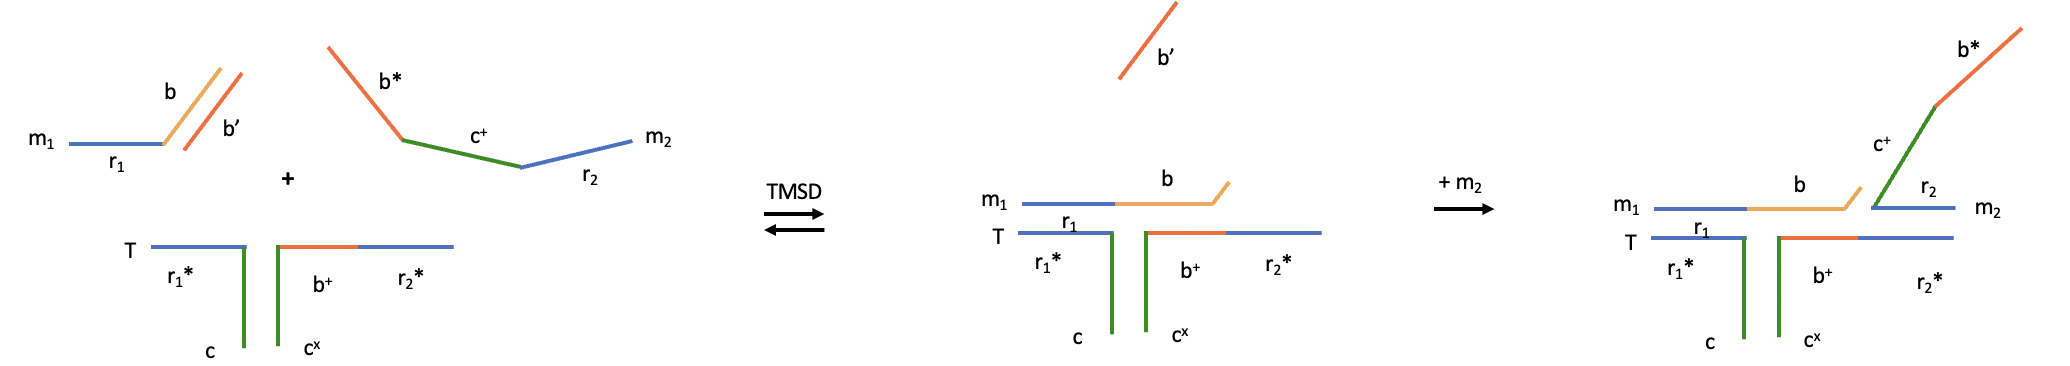 b
b*
m₁
b'
c⁺
m₂
r₁
r₂
+
T
r₁*
b⁺
r₂*
c
cˣ
TMSD
b'
b
m₁
r₁
T
r₁*
b⁺
r₂*
c
cˣ
+ m₂
b*
c⁺
b
r₂
m₁
m₂
r₁
T
r₁*
b⁺
r₂*
c
cˣ